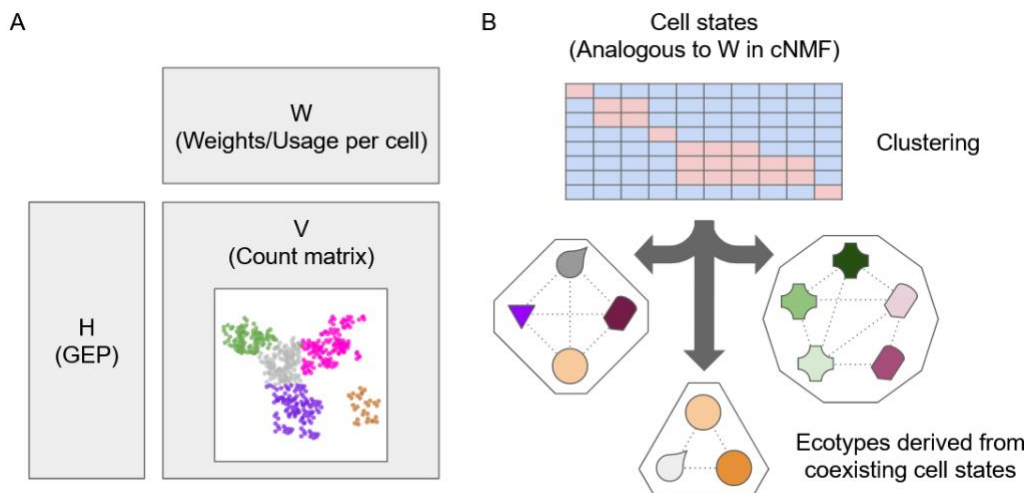 A
W
(Weights/Usage per cell)
H
(GEP)
V
(Count matrix)
B
Cell states
(Analogous to W in cNMF)
Clustering
Ecotypes derived from
coexisting cell states